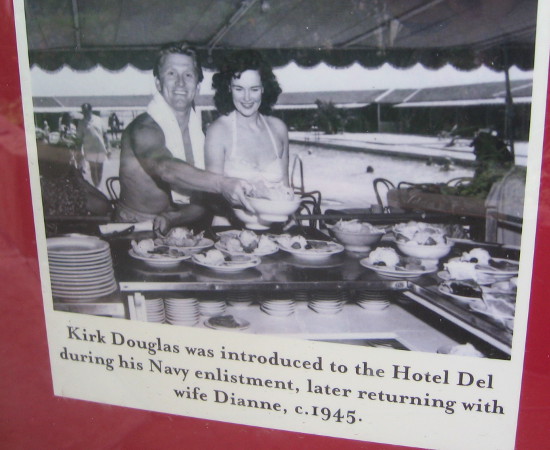 Kirk Douglas was introduced to the Hotel Del
during his Navy enlistment, later returning with
wife Dianne, c.1945.